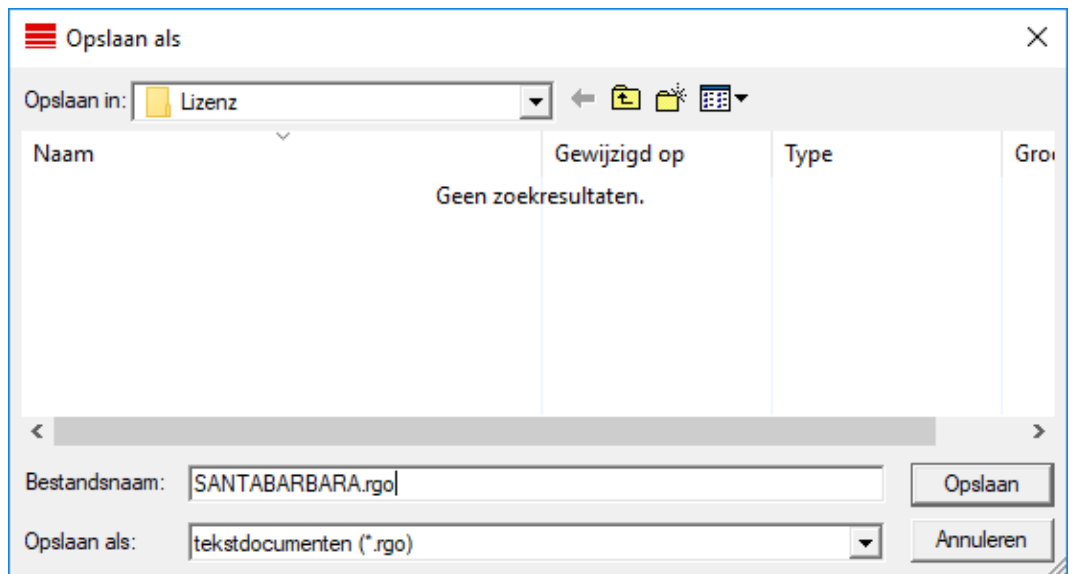 Opslaan als
Opslaan in: Lizenz
Naam Gewijzigd op Type
Geen zoekresultaten.
Bestandsnaam: SANTABARBARA.rgo Opslaan
Opslaan als: tekstdocumenten (*.rgo) Annuleren